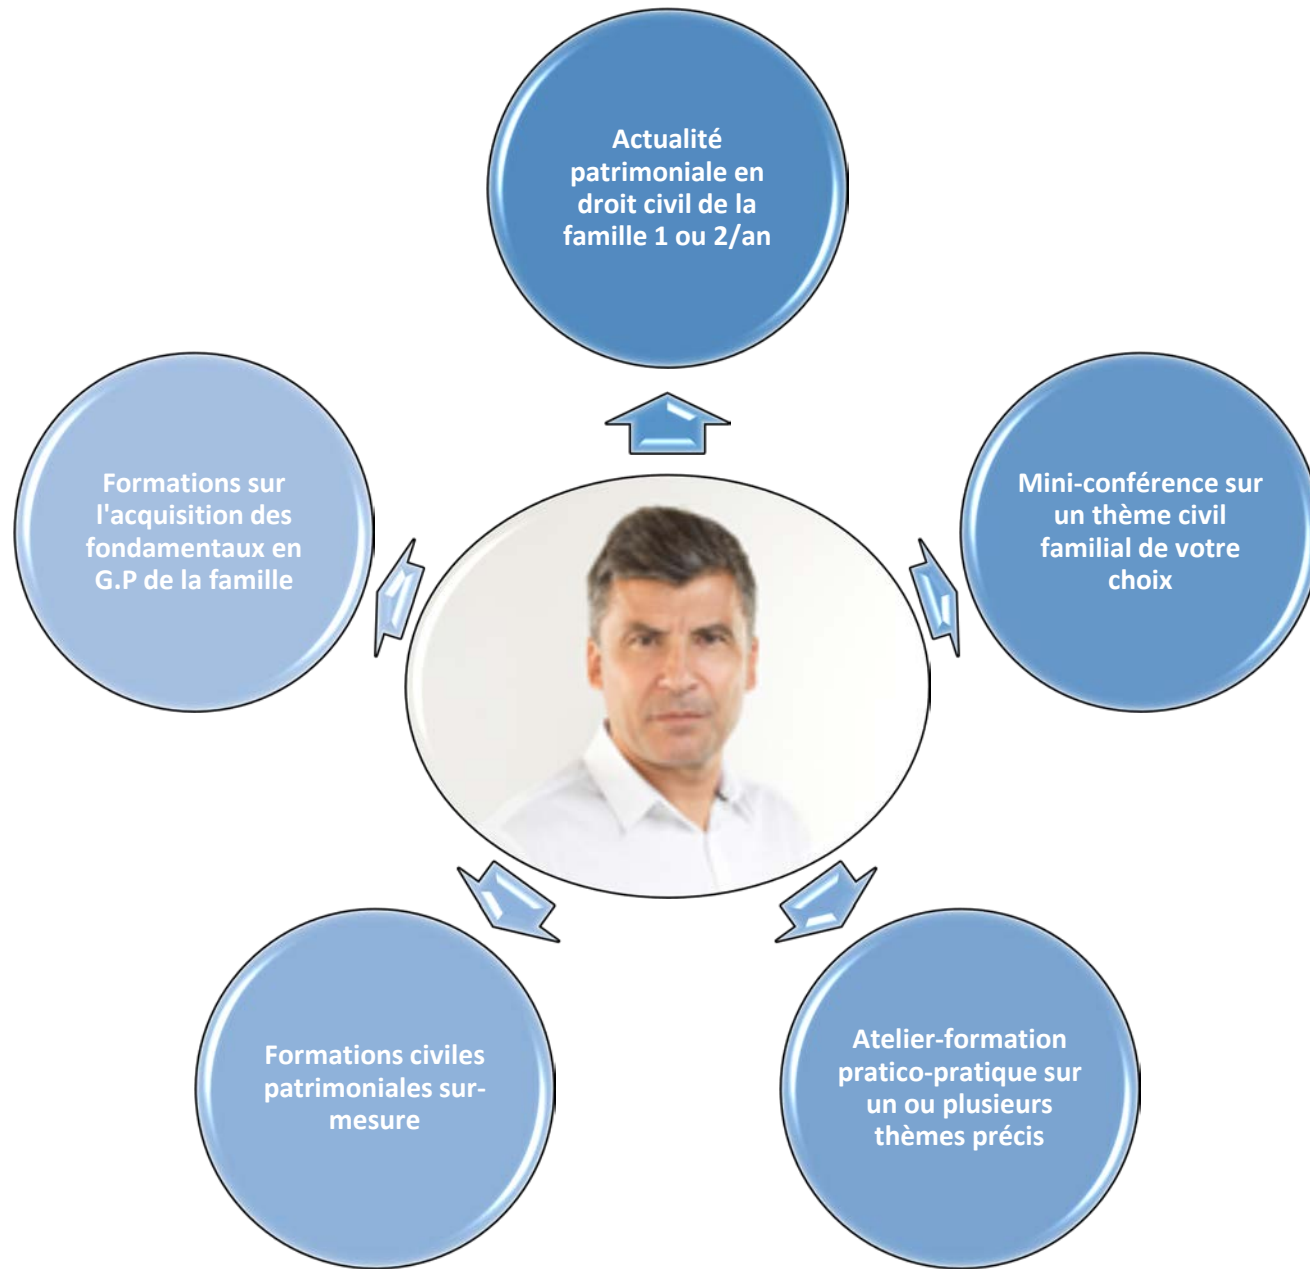 Actualité
patrimoniale en
droit civil de la
famille 1 ou 2/an
Mini-conférence sur
un thème civil
familial de votre
choix
Atelier-formation
pratico-pratique sur
un ou plusieurs
thèmes précis
Formations civiles
patrimoniales sur-
mesure
Formations sur
l'acquisition des
fondamentaux en
G.P de la famille